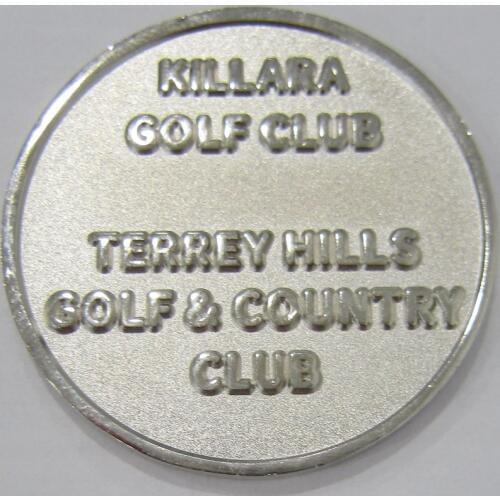 KILLARA
GOLF CLUB
TERREY HILLS
GOLF & COUNTRY
CLUB